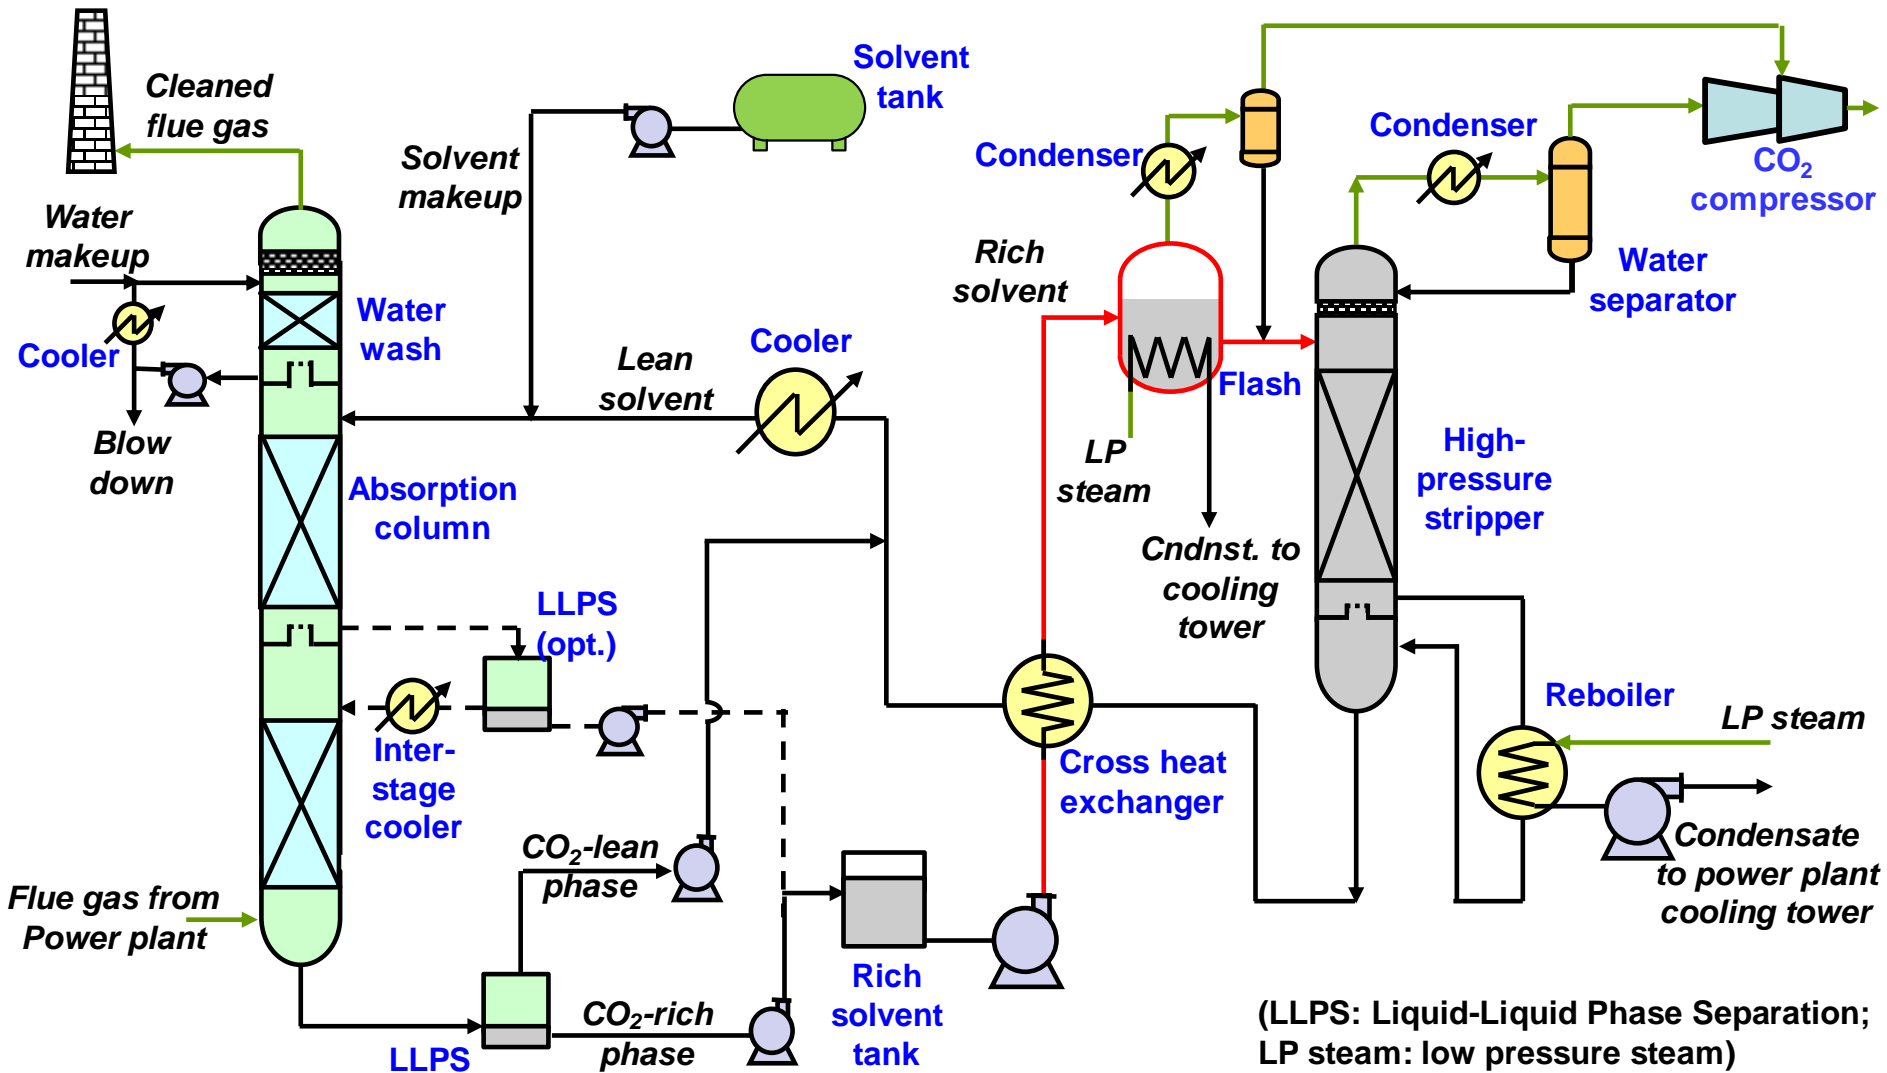 Cleaned
flue gas
Solvent
tank
Solvent
makeup
Condenser
Condenser
CO₂
compressor
Water
makeup
Rich
solvent
Water
separator
Water
wash
Cooler
Lean
solvent
Cooler
Flash
Blow
down
LP
steam
High-
pressure
stripper
Absorption
column
Cndnst. to
cooling
tower
LLPS
(opt.)
Reboiler
LP steam
Inter-
stage
cooler
Cross heat
exchanger
CO₂-lean
phase
Condensate
to power plant
cooling tower
Flue gas from
Power plant
Rich
solvent
tank
CO₂-rich
phase
LLPS
(LLPS: Liquid-Liquid Phase Separation;
LP steam: low pressure steam)